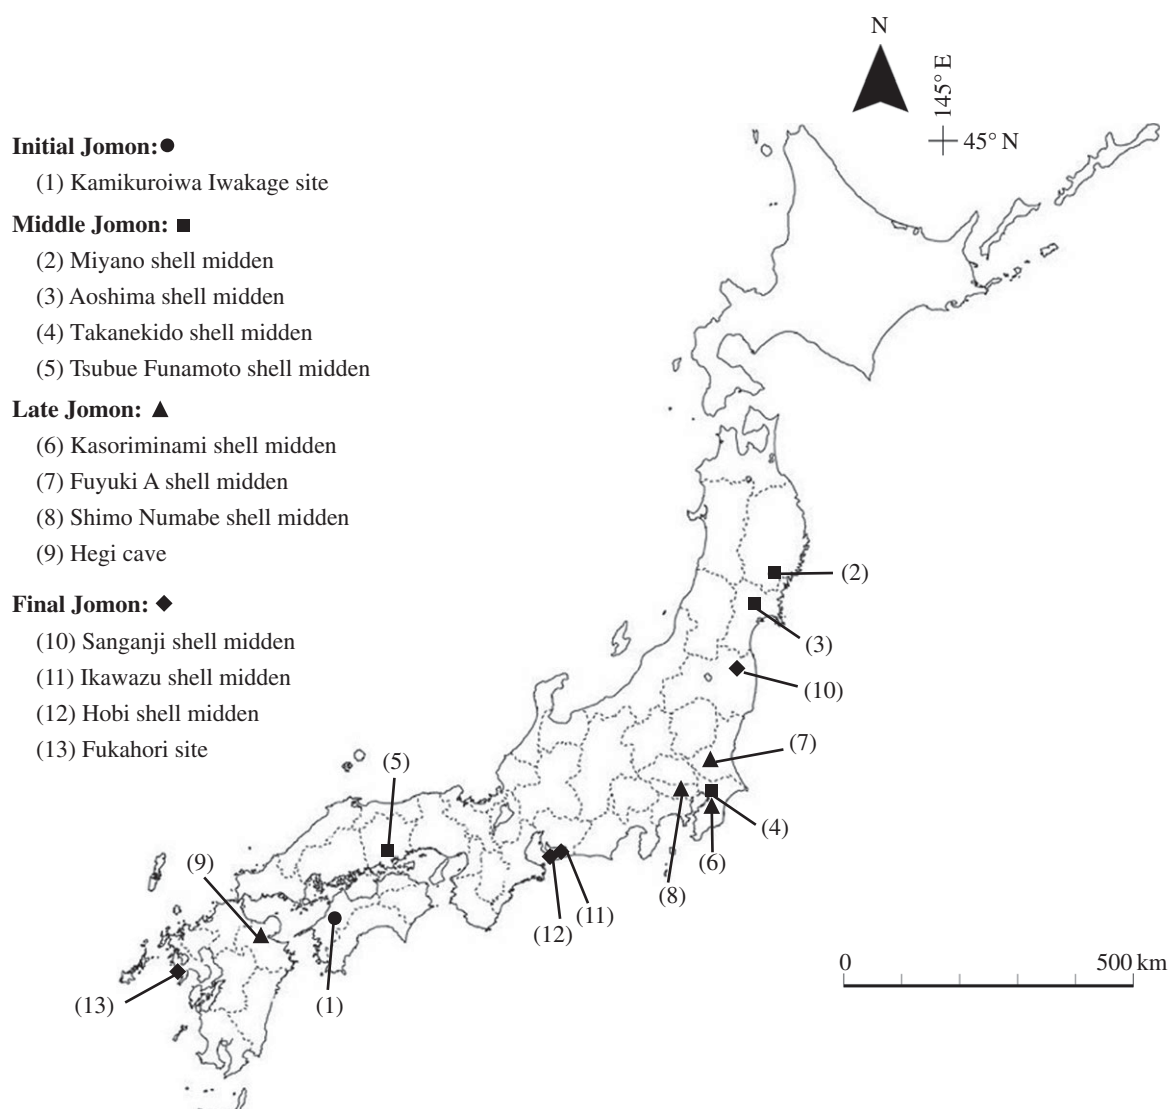 N
145° E
45° N
Initial Jomon:
(1) Kamikuroiwa Iwakage site
Middle Jomon:
(2) Miyano shell midden
(3) Aoshima shell midden
(4) Takanekido shell midden
(5) Tsubue Funamoto shell midden
Late Jomon:
(6) Kasoriminami shell midden
(7) Fuyuki A shell midden
(8) Shimo Numabe shell midden
(9) Hegi cave
Final Jomon:
(10) Sanganji shell midden
(11) Ikawazu shell midden
(12) Hobi shell midden
(13) Fukahori site
(2)
(3)
(10)
(7)
(5)
(4)
(9)
(6)
(8)
(11)
(12)
(13)
(1)
0
500 km